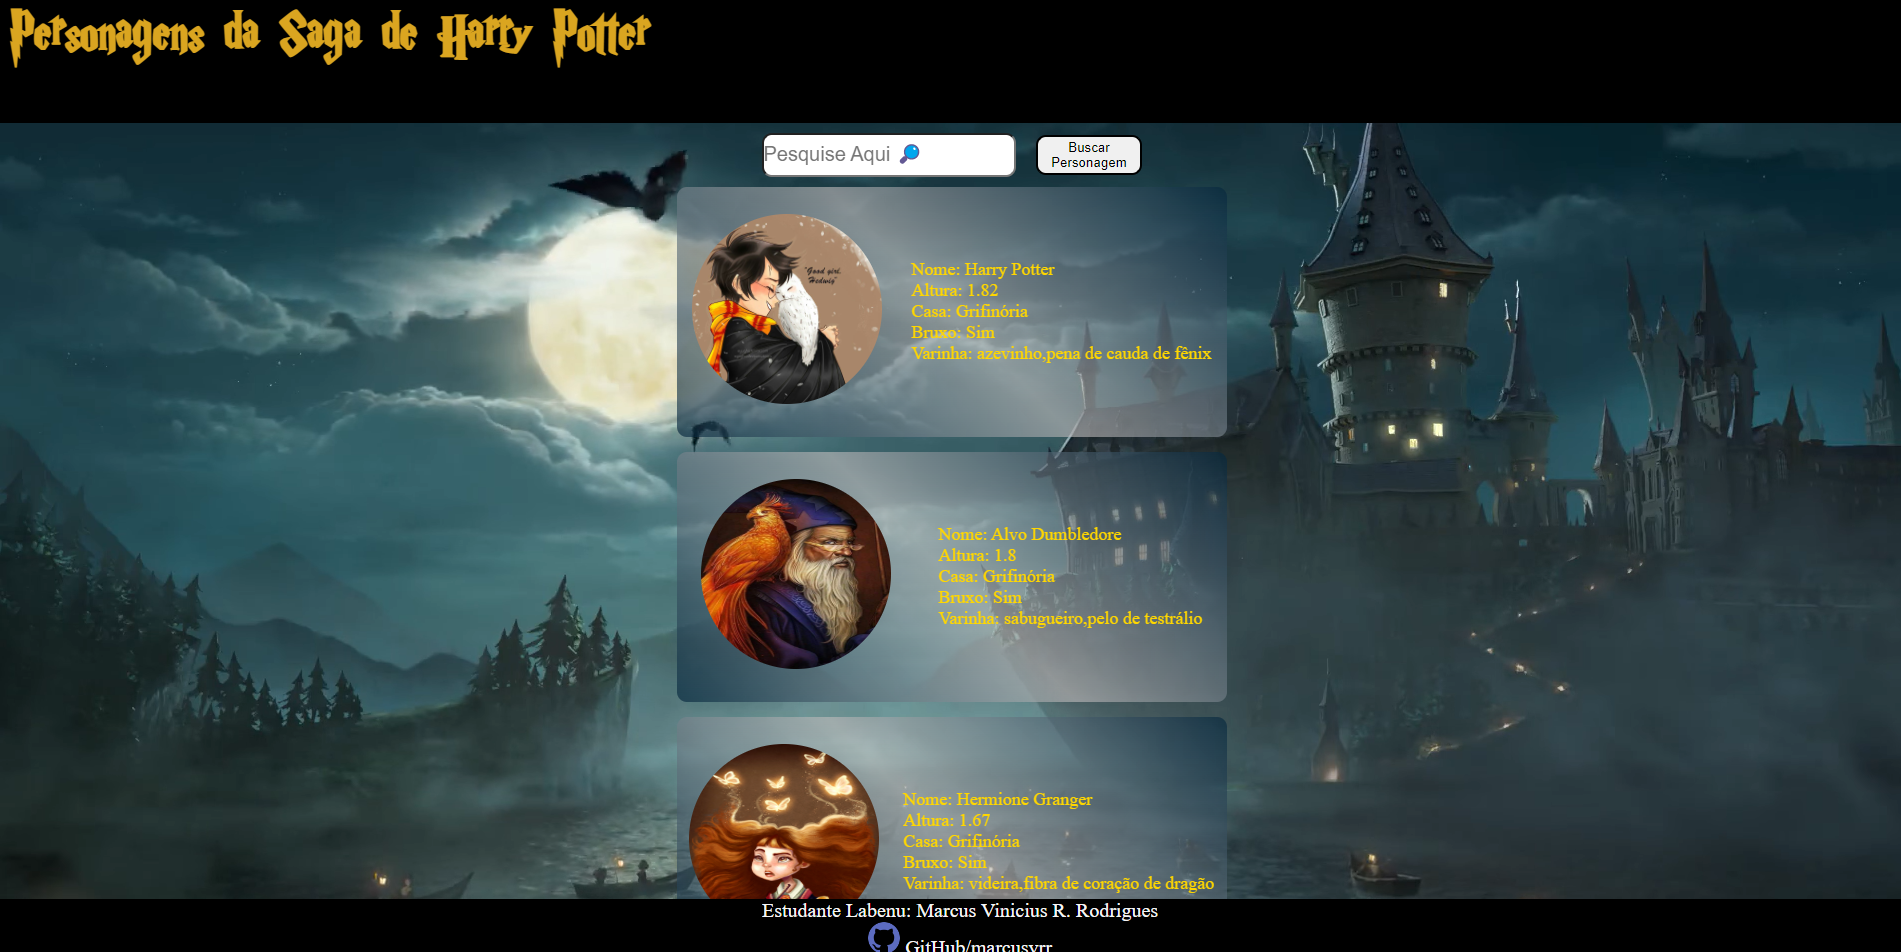 Personagens da Saga de Harry Potter
Pesquise Aqui
Buscar
Personagem
"Good girl,
Hedwig"
Nome: Harry Potter
Altura: 1.82
Casa: Grifinória
Bruxo: Sim
Varinha: azevinho,pena de cauda de fênix
Nome: Alvo Dumbledore
Altura: 1.8
Casa: Grifinória
Bruxo: Sim
Varinha: sabugueiro,pelo de testrálio
Nome: Hermione Granger
Altura: 1.67
Casa: Grifinória
Bruxo: Sim
Varinha: videira,fibra de coração de dragão
Estudante Labenu: Marcus Vinicius R. Rodrigues
GitHub/marcusvrr